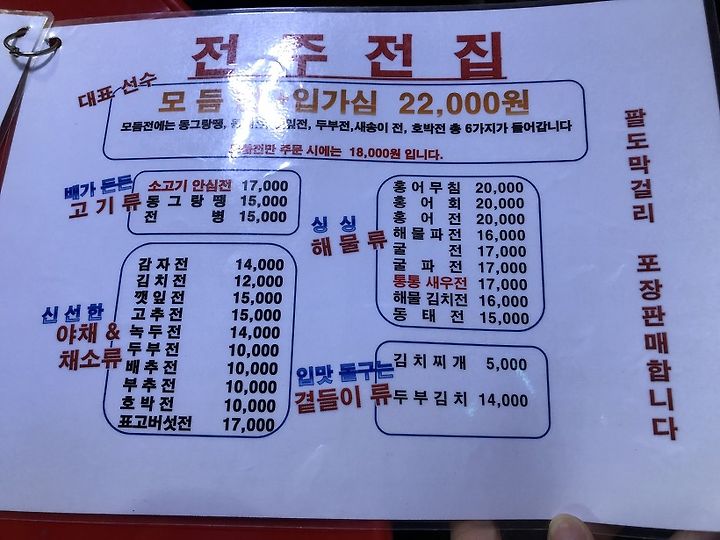 전 주 전 집
대표 선수
모 듬 입가심 22,000원
모듬전에는 동그랑땡, 깻잎전, 두부전,새송이 전, 호박전 총 6가지가 들어갑니다
모듬전만 주문 시에는 18,000원 입니다.
배가 든든
고 기 류
소고기 안심전 17,000
동 그 랑 땡 15,000
전 병 15,000
신 선 한
야채 &
채소류
감 자 전 14,000
김 치 전 12,000
깻 잎 전 15,000
고 추 전 15,000
녹 두 전 14,000
두 부 전 10,000
배 추 전 10,000
부 추 전 10,000
호 박 전 10,000
표고버섯전 17,000
싱 싱
해 물 류
홍 어 무 침 20,000
홍 어 회 20,000
홍 어 전 20,000
해 물 파 전 16,000
굴 전 17,000
굴 파 전 17,000
통통 새우전 17,000
해물 김치전 16,000
동 태 전 15,000
입맛 돋구는
곁들이 류
김 치 찌 개 5,000
두 부 김 치 14,000
팔도막걸리 포장판매합니다